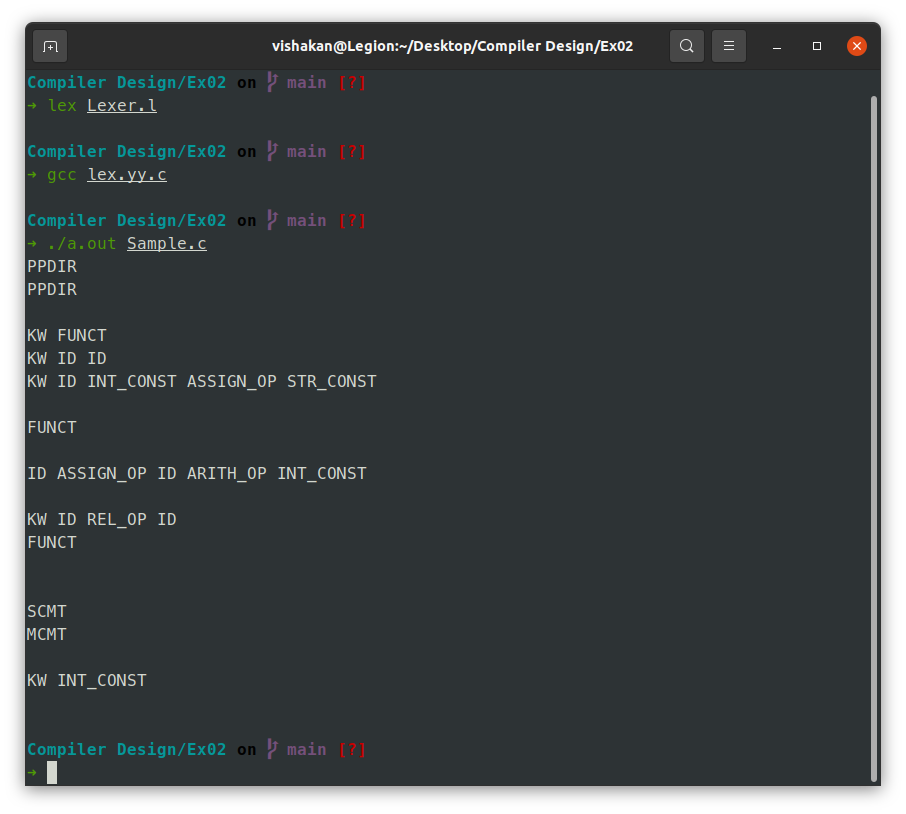 vishakan@Legion:~/Desktop/Compiler Design/Ex02
Compiler Design/Ex02 on main [?]
➜ lex Lexer.l
Compiler Design/Ex02 on main [?]
➜ gcc lex.yy.c
Compiler Design/Ex02 on main [?]
➜ ./a.out Sample.c
PPDIR
PPDIR
KW FUNCT
KW ID ID
KW ID INT_CONST ASSIGN_OP STR_CONST
FUNCT
ID ASSIGN_OP ID ARITH_OP INT_CONST
KW ID REL_OP ID
FUNCT
SCMT
MCMT
KW INT_CONST
Compiler Design/Ex02 on main [?]
➜